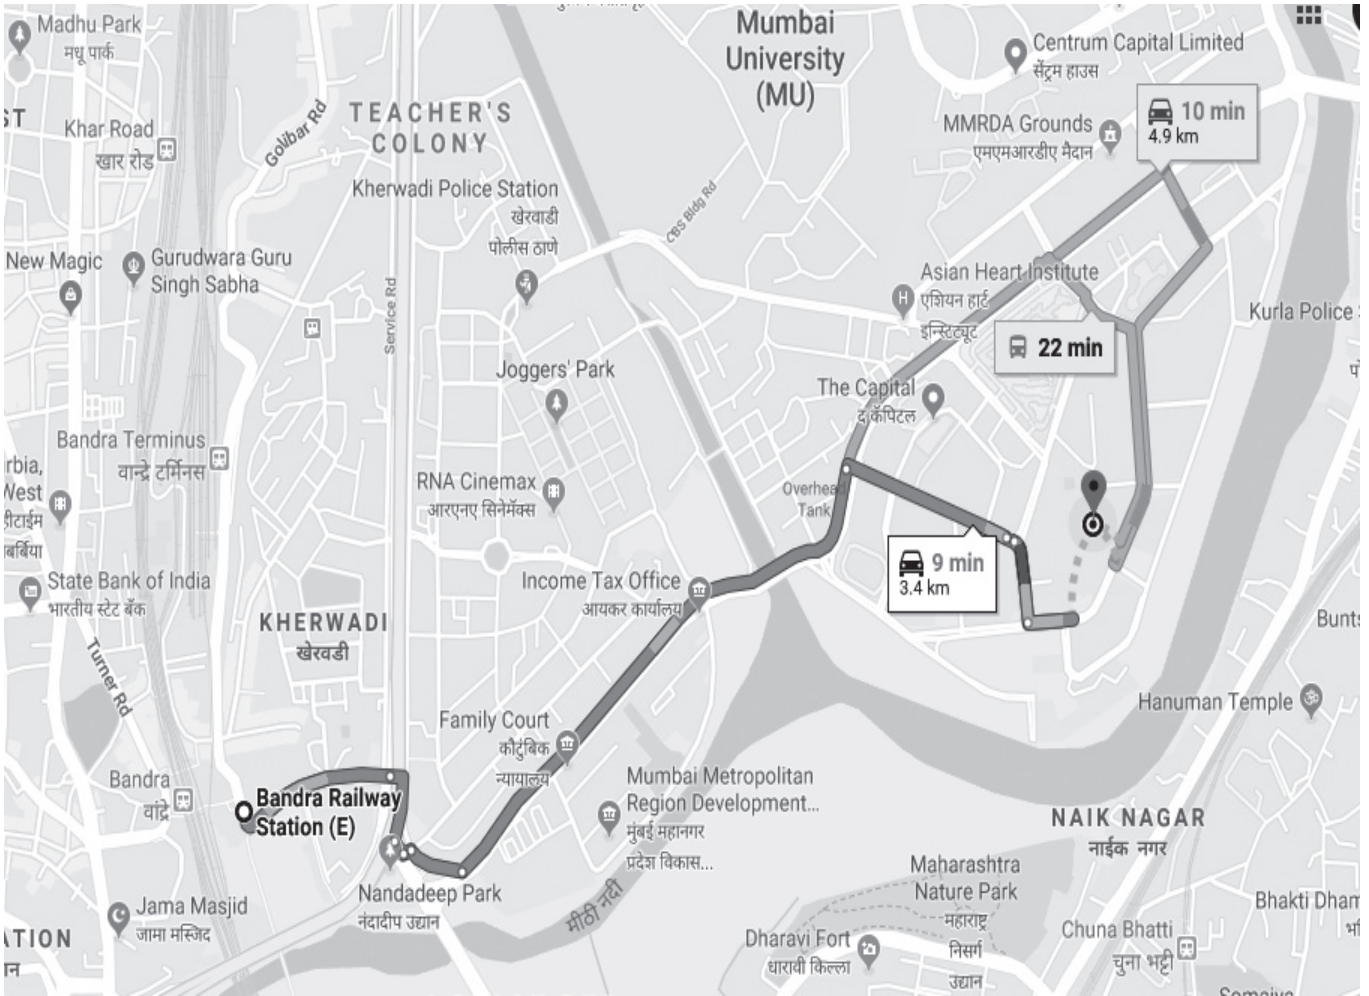 Madhu Park
मधू पार्क
Mumbai
University
(MU)
Centrum Capital Limited
सेंट्रम हाउस
ST
Khar Road
खार रोड
Golibar Rd
TEACHER'S
COLONY
MMRDA Grounds
एमएमआरडीए मैदान
10 min
4.9 km
Kherwadi Police Station
खेरवाडी
पोलीस ठाणे
CBS Bldg Rd
New Magic
Gurudwara Guru
Singh Sabha
Service Rd
Asian Heart Institute
एशियन हार्ट
इन्स्टिट्यूट
Kurla Police
22 min
Joggers' Park
The Capital
द कॅपिटल
Bandra Terminus
वान्द्रे टर्मिनस
rbia,
West
RNA Cinemax
आरएनए सिनेमॅक्स
Overhead
Tank
9 min
3.4 km
State Bank of India
भारतीय स्टेट बँक
Income Tax Office
आयकर कार्यालय
KHERWADI
खेरवडी
Turner Rd
Bunts
Hanuman Temple
Family Court
कौटुंबिक
न्यायालय
Bandra
वांद्रे
Bandra Railway
Station (E)
Mumbai Metropolitan
Region Development...
मुंबई महानगर
प्रदेश विकास...
NAIK NAGAR
नाईक नगर
Nandadeep Park
नंदादीप उद्यान
मीठी नदी
Maharashtra
Nature Park
महाराष्ट्र
निसर्ग
उद्यान
Jama Masjid
जामा मस्जिद
Dharavi Fort
धारावी किल्ला
Chuna Bhatti
चुना भट्टी
Bhakti Dham
ATION
Somaiya